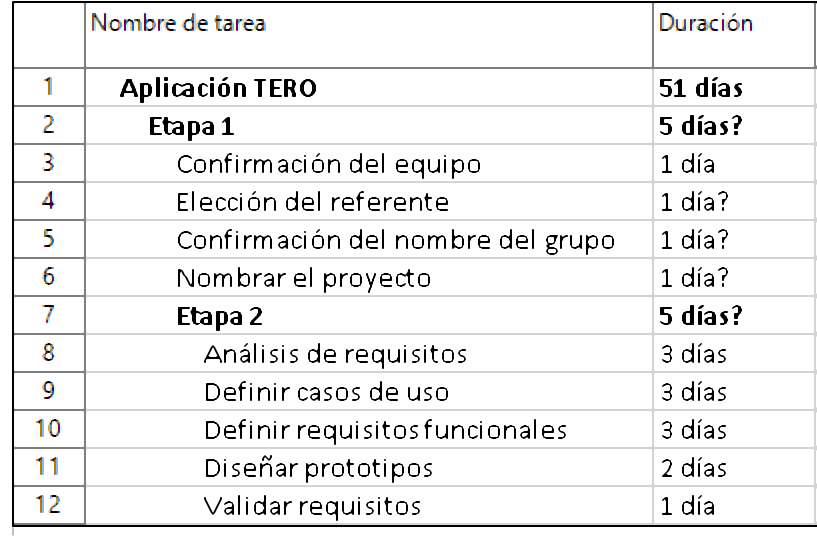 Nombre de tarea Duración
1 Aplicación TERO 51 días
2 Etapa 1 5 días?
3 Confirmación del equipo 1 día
4 Elección del referente 1 día?
5 Confirmación del nombre del grupo 1 día?
6 Nombrar el proyecto 1 día?
7 Etapa 2 5 días?
8 Análisis de requisitos 3 días
9 Definir casos de uso 3 días
10 Definir requisitos funcionales 3 días
11 Diseñar prototipos 2 días
12 Validar requisitos 1 día